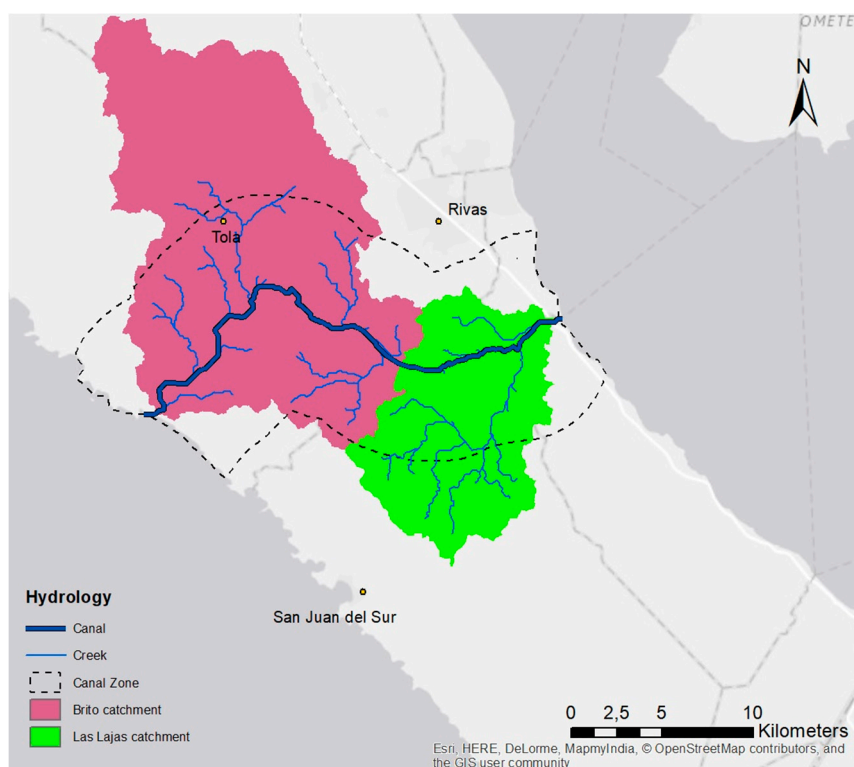 OMETE
N
Rivas
Tola
San Juan del Sur
Hydrology
Canal
Creek
Canal Zone
Brito catchment
Las Lajas catchment
0 2,5 5 10
Kilometers
Esri, HERE, DeLorme, MapmyIndia, © OpenStreetMap contributors, and
the GIS user community